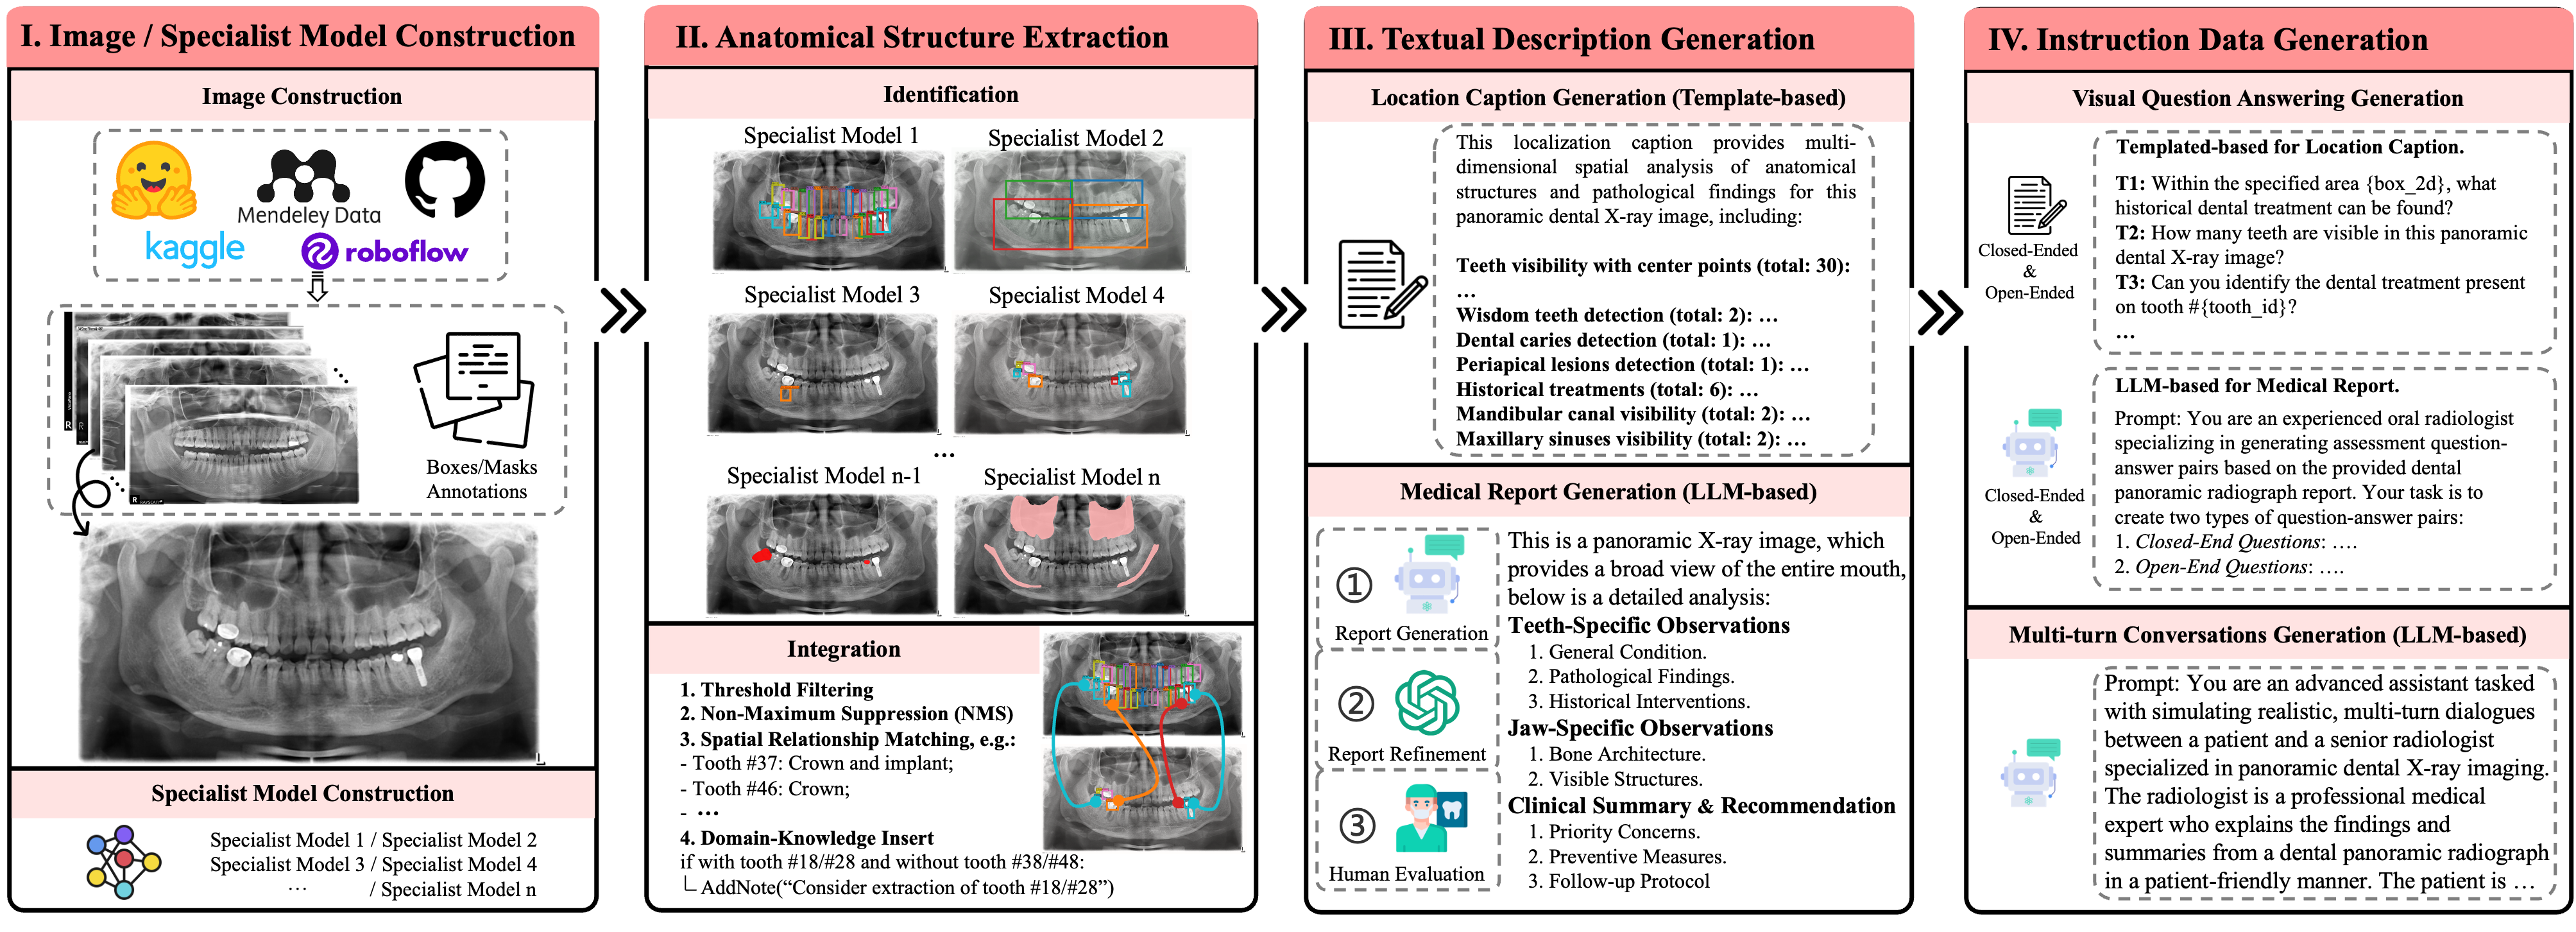 I. Image / Specialist Model Construction
Image Construction
Mendeley Data
kaggle
roboflow
Boxes/Masks
Annotations
R
R
R
L
Specialist Model Construction
Specialist Model 1 / Specialist Model 2
Specialist Model 3 / Specialist Model 4
… / Specialist Model n
II. Anatomical Structure Extraction
Identification
Specialist Model 1
Specialist Model 2
Specialist Model 3
Specialist Model 4
…
Specialist Model n-1
Specialist Model n
Integration
1. Threshold Filtering
2. Non-Maximum Suppression (NMS)
3. Spatial Relationship Matching, e.g.:
- Tooth #37: Crown and implant;
- Tooth #46: Crown;
- …
4. Domain-Knowledge Insert
if with tooth #18/#28 and without tooth #38/#48:
AddNote(“Consider extraction of tooth #18/#28”)
III. Textual Description Generation
Location Caption Generation (Template-based)
This localization caption provides multi-
dimensional spatial analysis of anatomical
structures and pathological findings for this
panoramic dental X-ray image, including:
Teeth visibility with center points (total: 30):
…
Wisdom teeth detection (total: 2): …
Dental caries detection (total: 1): …
Periapical lesions detection (total: 1): …
Historical treatments (total: 6): …
Mandibular canal visibility (total: 2): …
Maxillary sinuses visibility (total: 2): …
Medical Report Generation (LLM-based)
① Report Generation
② Report Refinement
③ Human Evaluation
This is a panoramic X-ray image, which
provides a broad view of the entire mouth,
below is a detailed analysis:
Teeth-Specific Observations
1. General Condition.
2. Pathological Findings.
3. Historical Interventions.
Jaw-Specific Observations
1. Bone Architecture.
2. Visible Structures.
Clinical Summary & Recommendation
1. Priority Concerns.
2. Preventive Measures.
3. Follow-up Protocol
IV. Instruction Data Generation
Visual Question Answering Generation
Closed-Ended
&
Open-Ended
Templated-based for Location Caption.
T1: Within the specified area {box_2d}, what
historical dental treatment can be found?
T2: How many teeth are visible in this panoramic
dental X-ray image?
T3: Can you identify the dental treatment present
on tooth #{tooth_id}?
…
Closed-Ended
&
Open-Ended
LLM-based for Medical Report.
Prompt: You are an experienced oral radiologist
specializing in generating assessment question-
answer pairs based on the provided dental
panoramic radiograph report. Your task is to
create two types of question-answer pairs:
1. Closed-End Questions: ….
2. Open-End Questions: ….
Multi-turn Conversations Generation (LLM-based)
Prompt: You are an advanced assistant tasked
with simulating realistic, multi-turn dialogues
between a patient and a senior radiologist
specialized in panoramic dental X-ray imaging.
The radiologist is a professional medical
expert who explains the findings and
summaries from a dental panoramic radiograph
in a patient-friendly manner. The patient is …